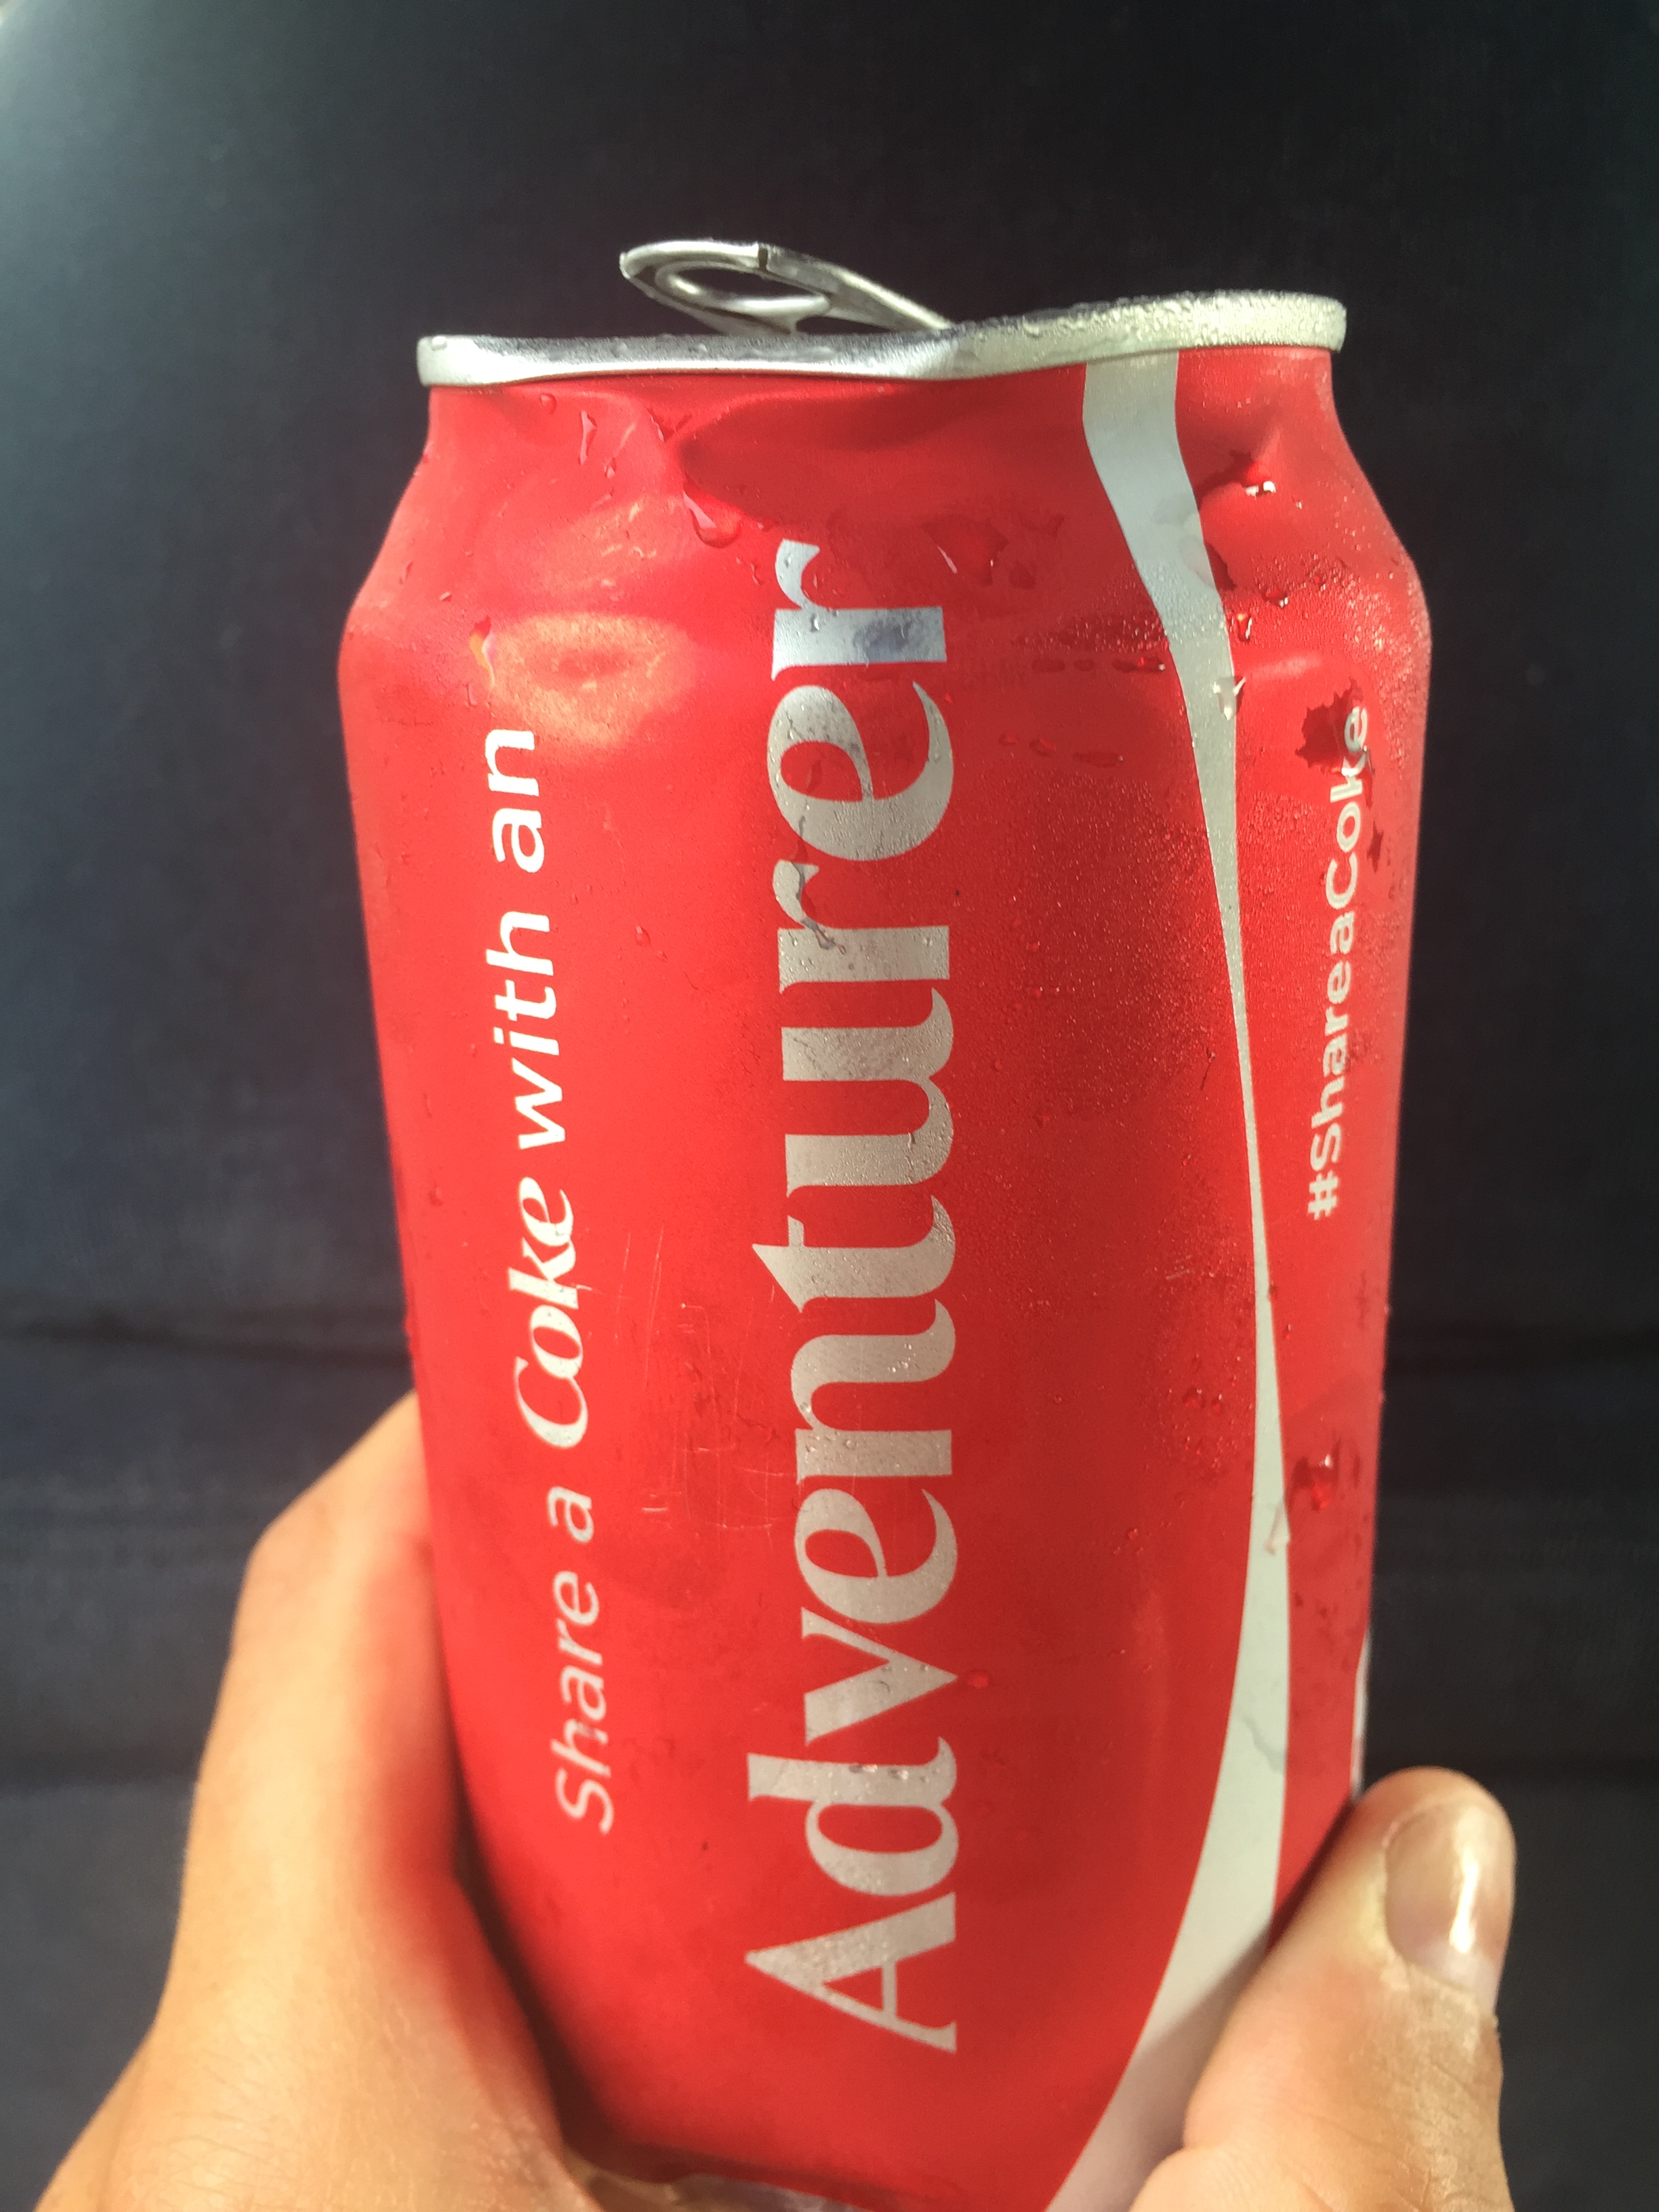 Share a Coke with an
Adventurer
#ShareaCoke